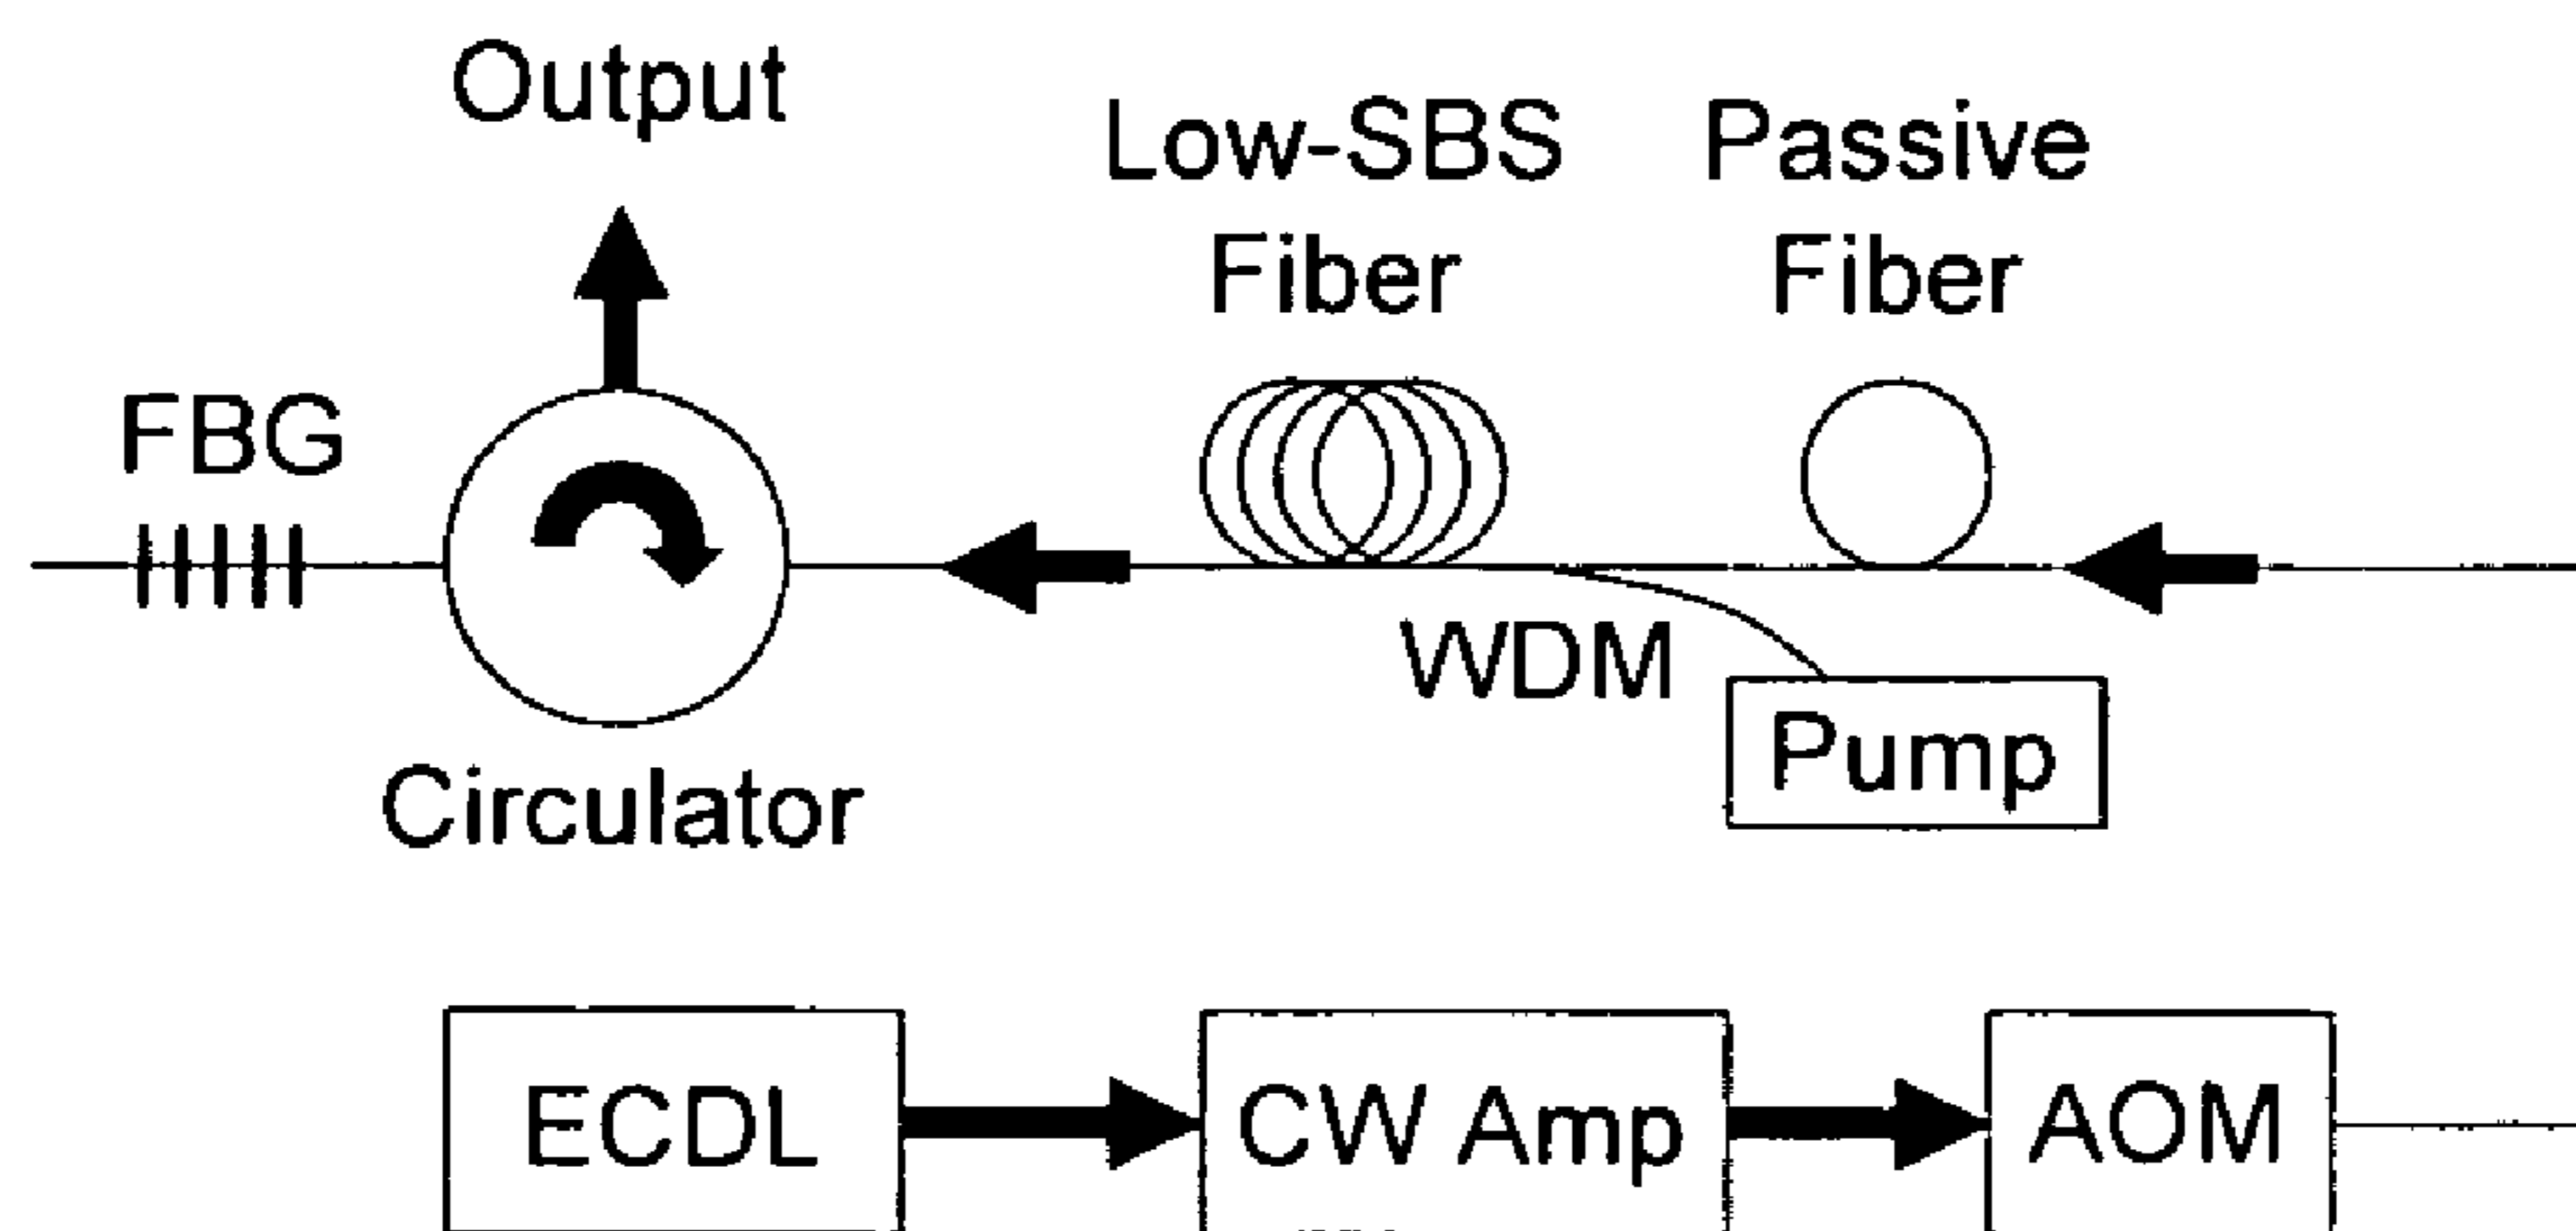 Output
Low-SBS
Fiber
Passive
Fiber
FBG
WDM
Pump
Circulator
ECDL
CW Amp
AOM